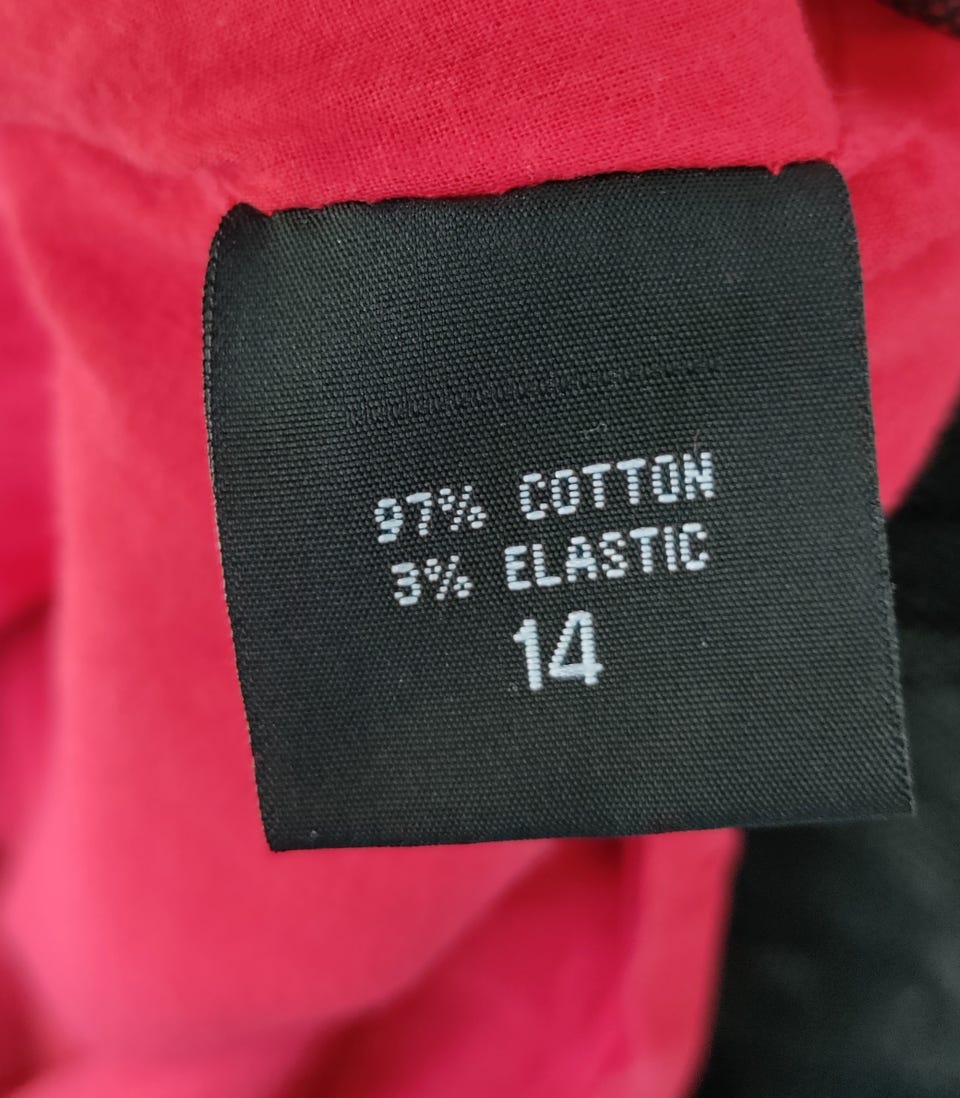 97% COTTON
3% ELASTIC
14